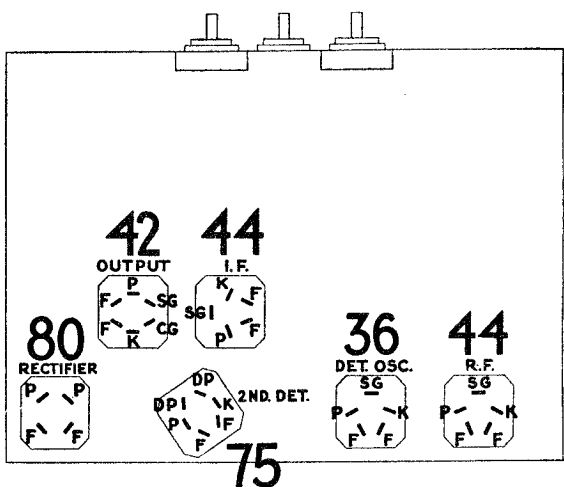 42
OUTPUT
P
F
SG
F
CG
K
44
I.F.
K
F
SG
F
P
80
RECTIFIER
P P
F F
DP
2ND. DET.
DP
K
P
F
F
75
36
DET. OSC.
SG
P K
F F
44
R.F.
SG
P K
F F